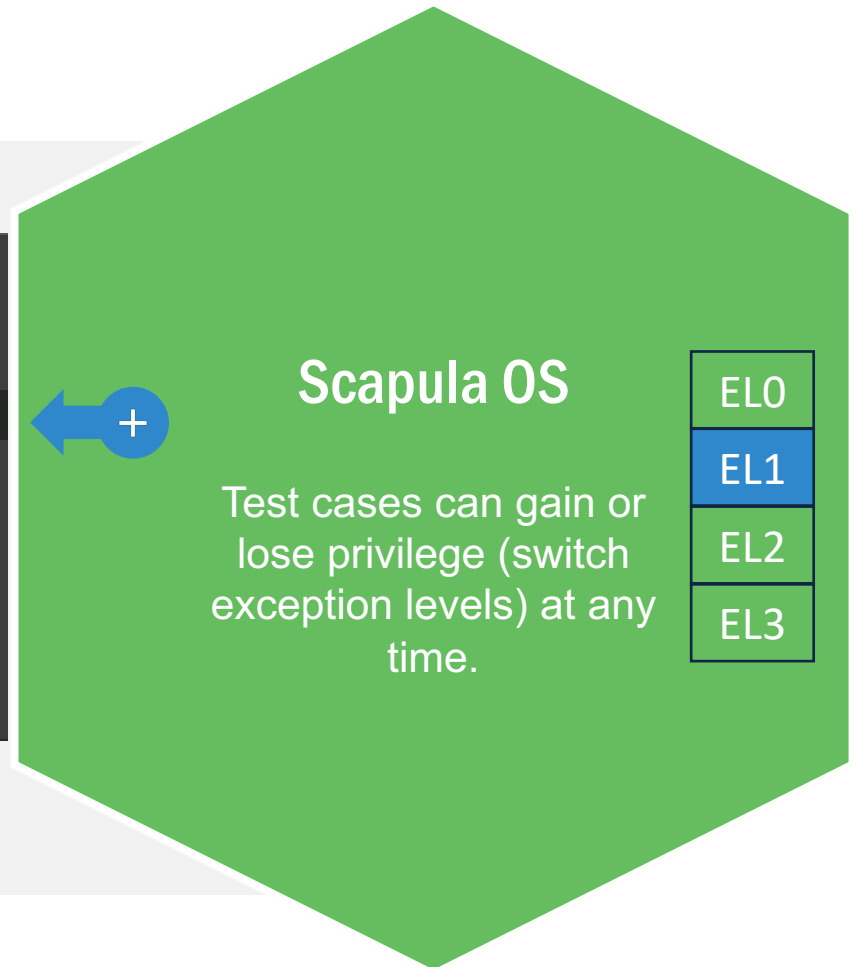 Scapula OS
Test cases can gain or
lose privilege (switch
exception levels) at any
time.
+
EL0
EL1
EL2
EL3